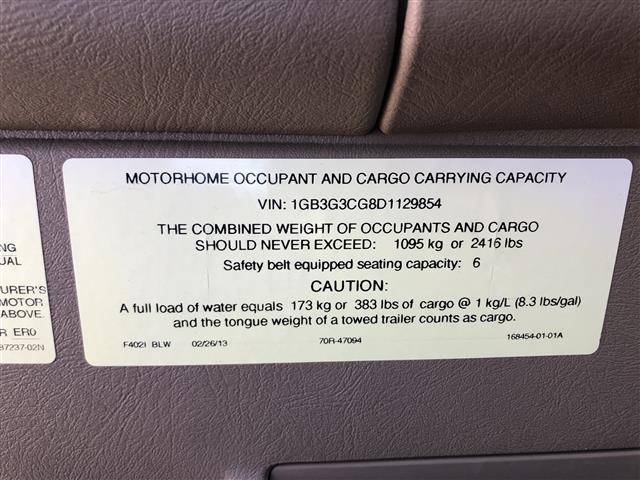 MOTORHOME OCCUPANT AND CARGO CARRYING CAPACITY
VIN: 1GB3G3CG8D1129854
THE COMBINED WEIGHT OF OCCUPANTS AND CARGO
SHOULD NEVER EXCEED: 1095 kg or 2416 lbs
Safety belt equipped seating capacity: 6
CAUTION:
A full load of water equals 173 kg or 383 lbs of cargo @ 1 kg/L (8.3 lbs/gal)
and the tongue weight of a towed trailer counts as cargo.
F402I BLW 02/26/13 70R-47094 168454-01-01A
NG
UAL
URER'S
MOTOR
ABOVE.
R ER0
87237-02N